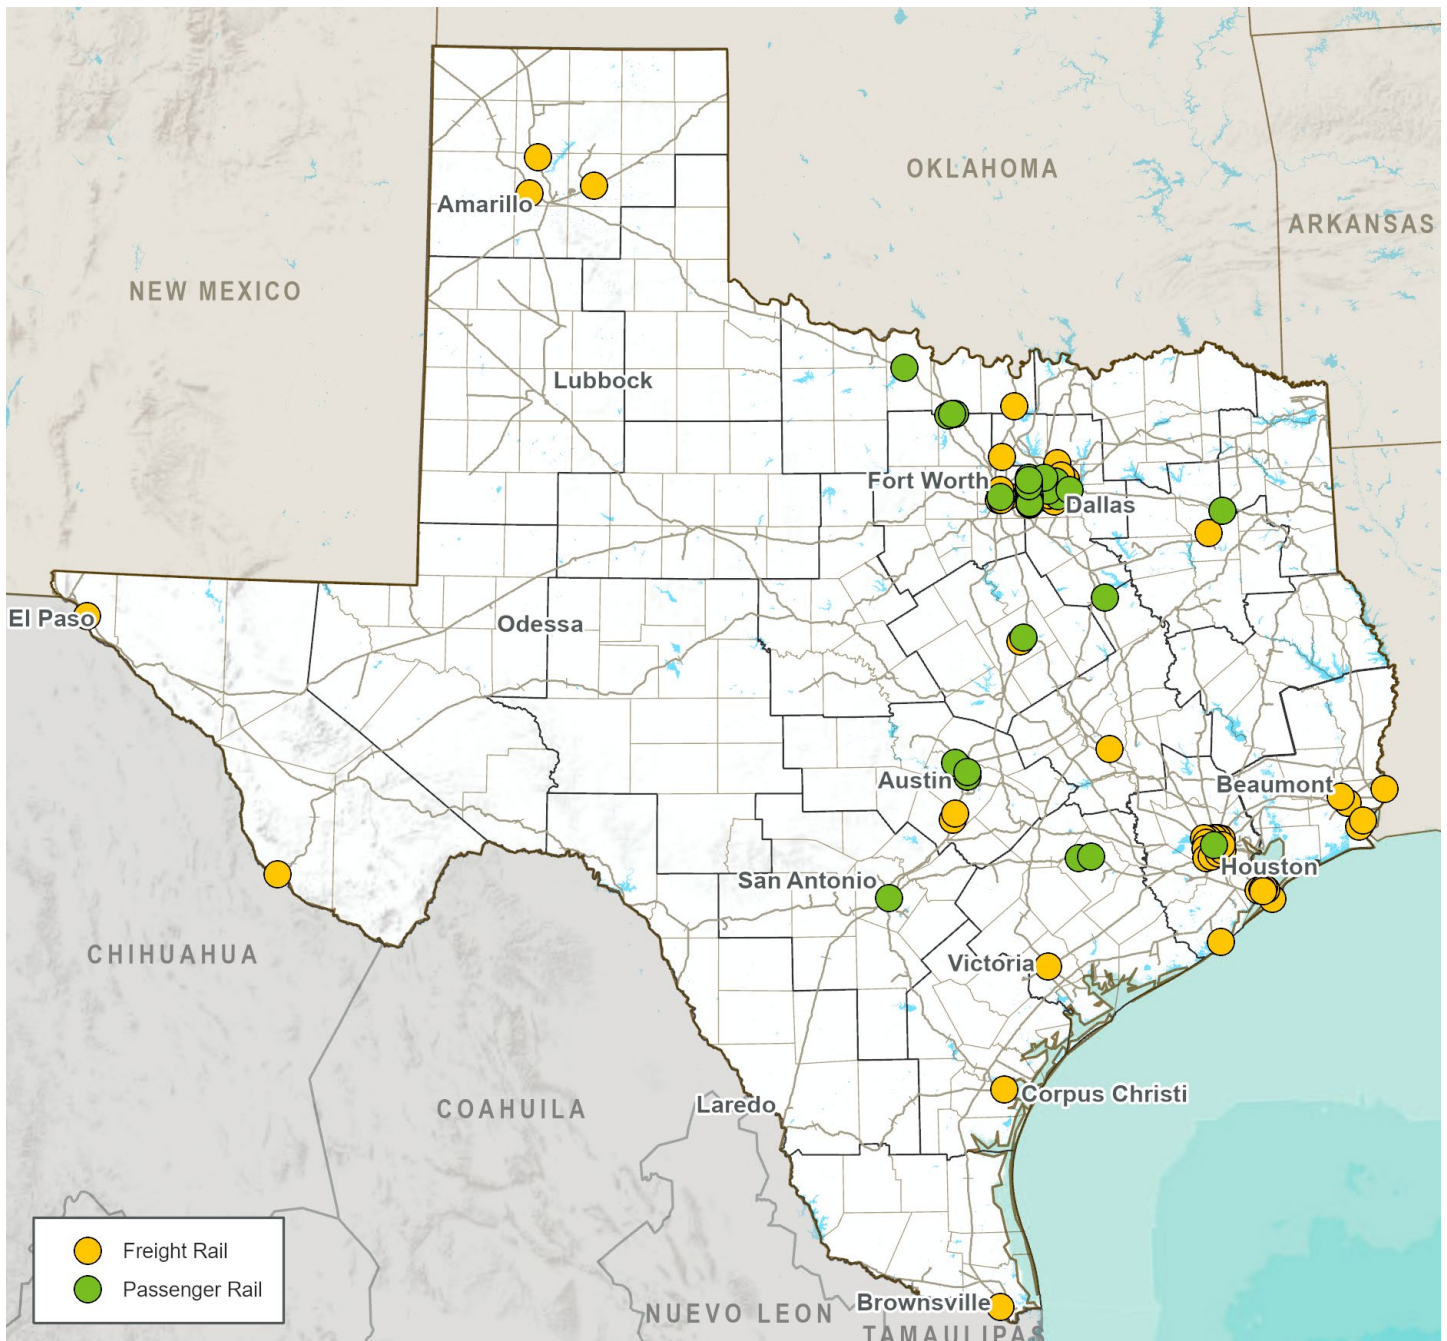 OKLAHOMA
Amarillo
ARKANSAS
NEW MEXICO
Lubbock
Fort Worth
Dallas
El Paso
Odessa
Austin
Beaumont
Houston
San Antonio
CHIHUAHUA
Victoria
COAHUILA
Laredo
Corpus Christi
Freight Rail
Passenger Rail
Brownsville
NUEVO LEON
TAMAULIPAS